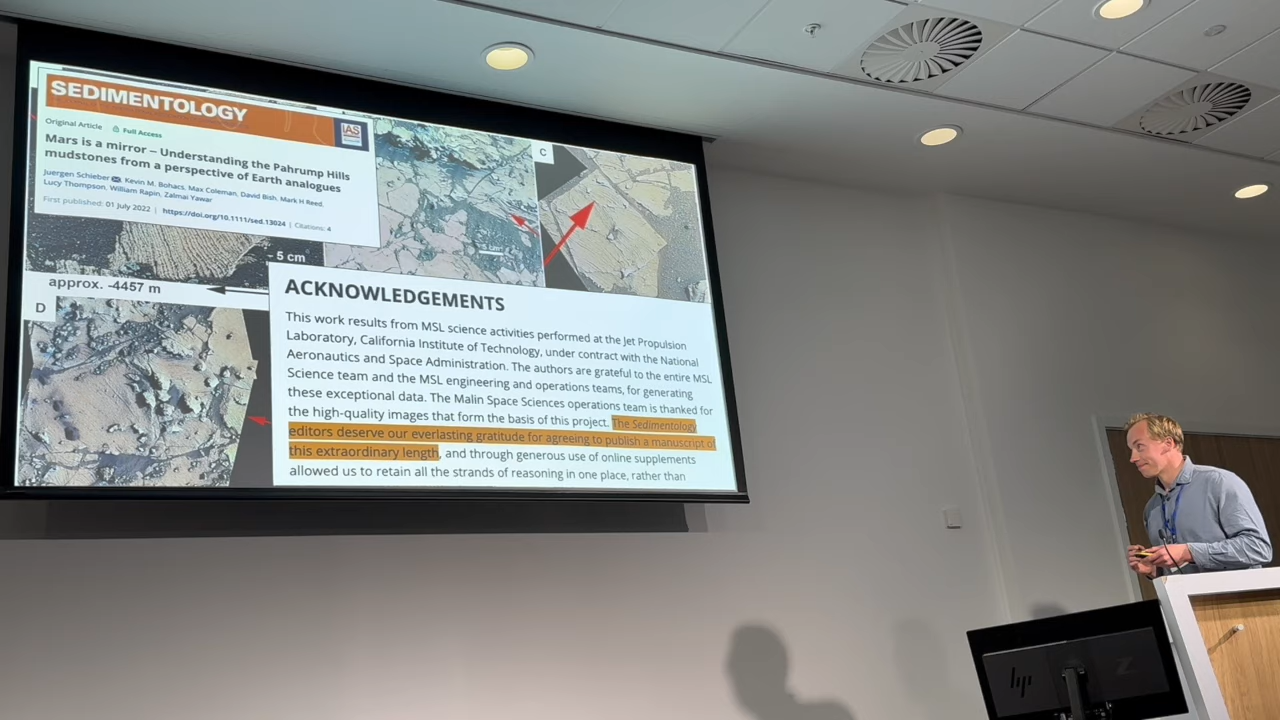 SEDIMENTOLOGY
IAS
Original Article
Full Access
Mars is a mirror – Understanding the Pahrump Hills
mudstones from a perspective of Earth analogues
Juergen Schieber, Kevin M. Bohacs, Max Coleman, David Bish, Mark H Reed,
Lucy Thompson, William Rapin, Zalmai Yawar
First published: 01 July 2022 | https://doi.org/10.1111/sed.13024 | Citations: 4
C
5 cm
approx. -4457 m
D
ACKNOWLEDGEMENTS
This work results from MSL science activities performed at the Jet Propulsion
Laboratory, California Institute of Technology, under contract with the National
Aeronautics and Space Administration. The authors are grateful to the entire MSL
Science team and the MSL engineering and operations teams, for generating
these exceptional data. The Malin Space Sciences operations team is thanked for
the high-quality images that form the basis of this project. The Sedimentology
editors deserve our everlasting gratitude for agreeing to publish a manuscript of
this extraordinary length, and through generous use of online supplements
allowed us to retain all the strands of reasoning in one place, rather than
hp
Z